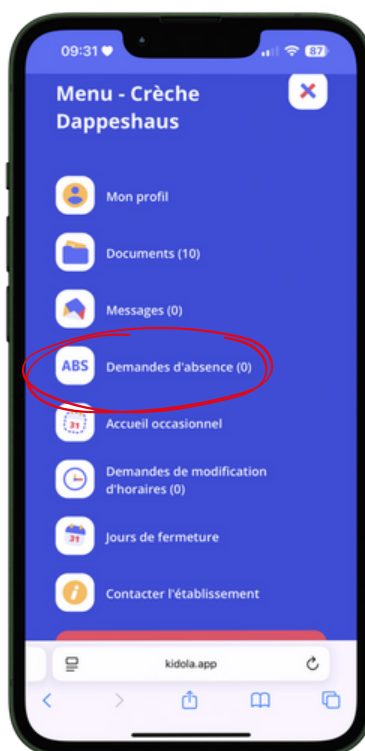 09:31
87
Menu - Crèche
Dappeshaus
Mon profil
Documents (10)
Messages (0)
ABS
Demandes d'absence (0)
31
Accueil occasionnel
Demandes de modification
d'horaires (0)
31
Jours de fermeture
i
Contacter l'établissement
kidola.app